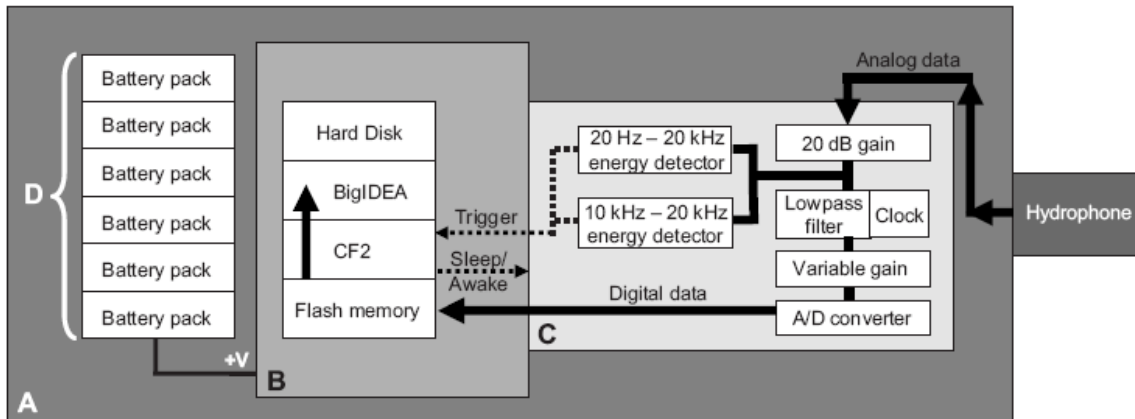 D
Battery pack
Battery pack
Battery pack
Battery pack
Battery pack
Battery pack
+V
A
B
Hard Disk
BigIDEA
CF2
Flash memory
Trigger
Sleep/
Awake
Digital data
C
20 Hz – 20 kHz
energy detector
10 kHz – 20 kHz
energy detector
Analog data
20 dB gain
Lowpass
filter
Clock
Variable gain
A/D converter
Hydrophone